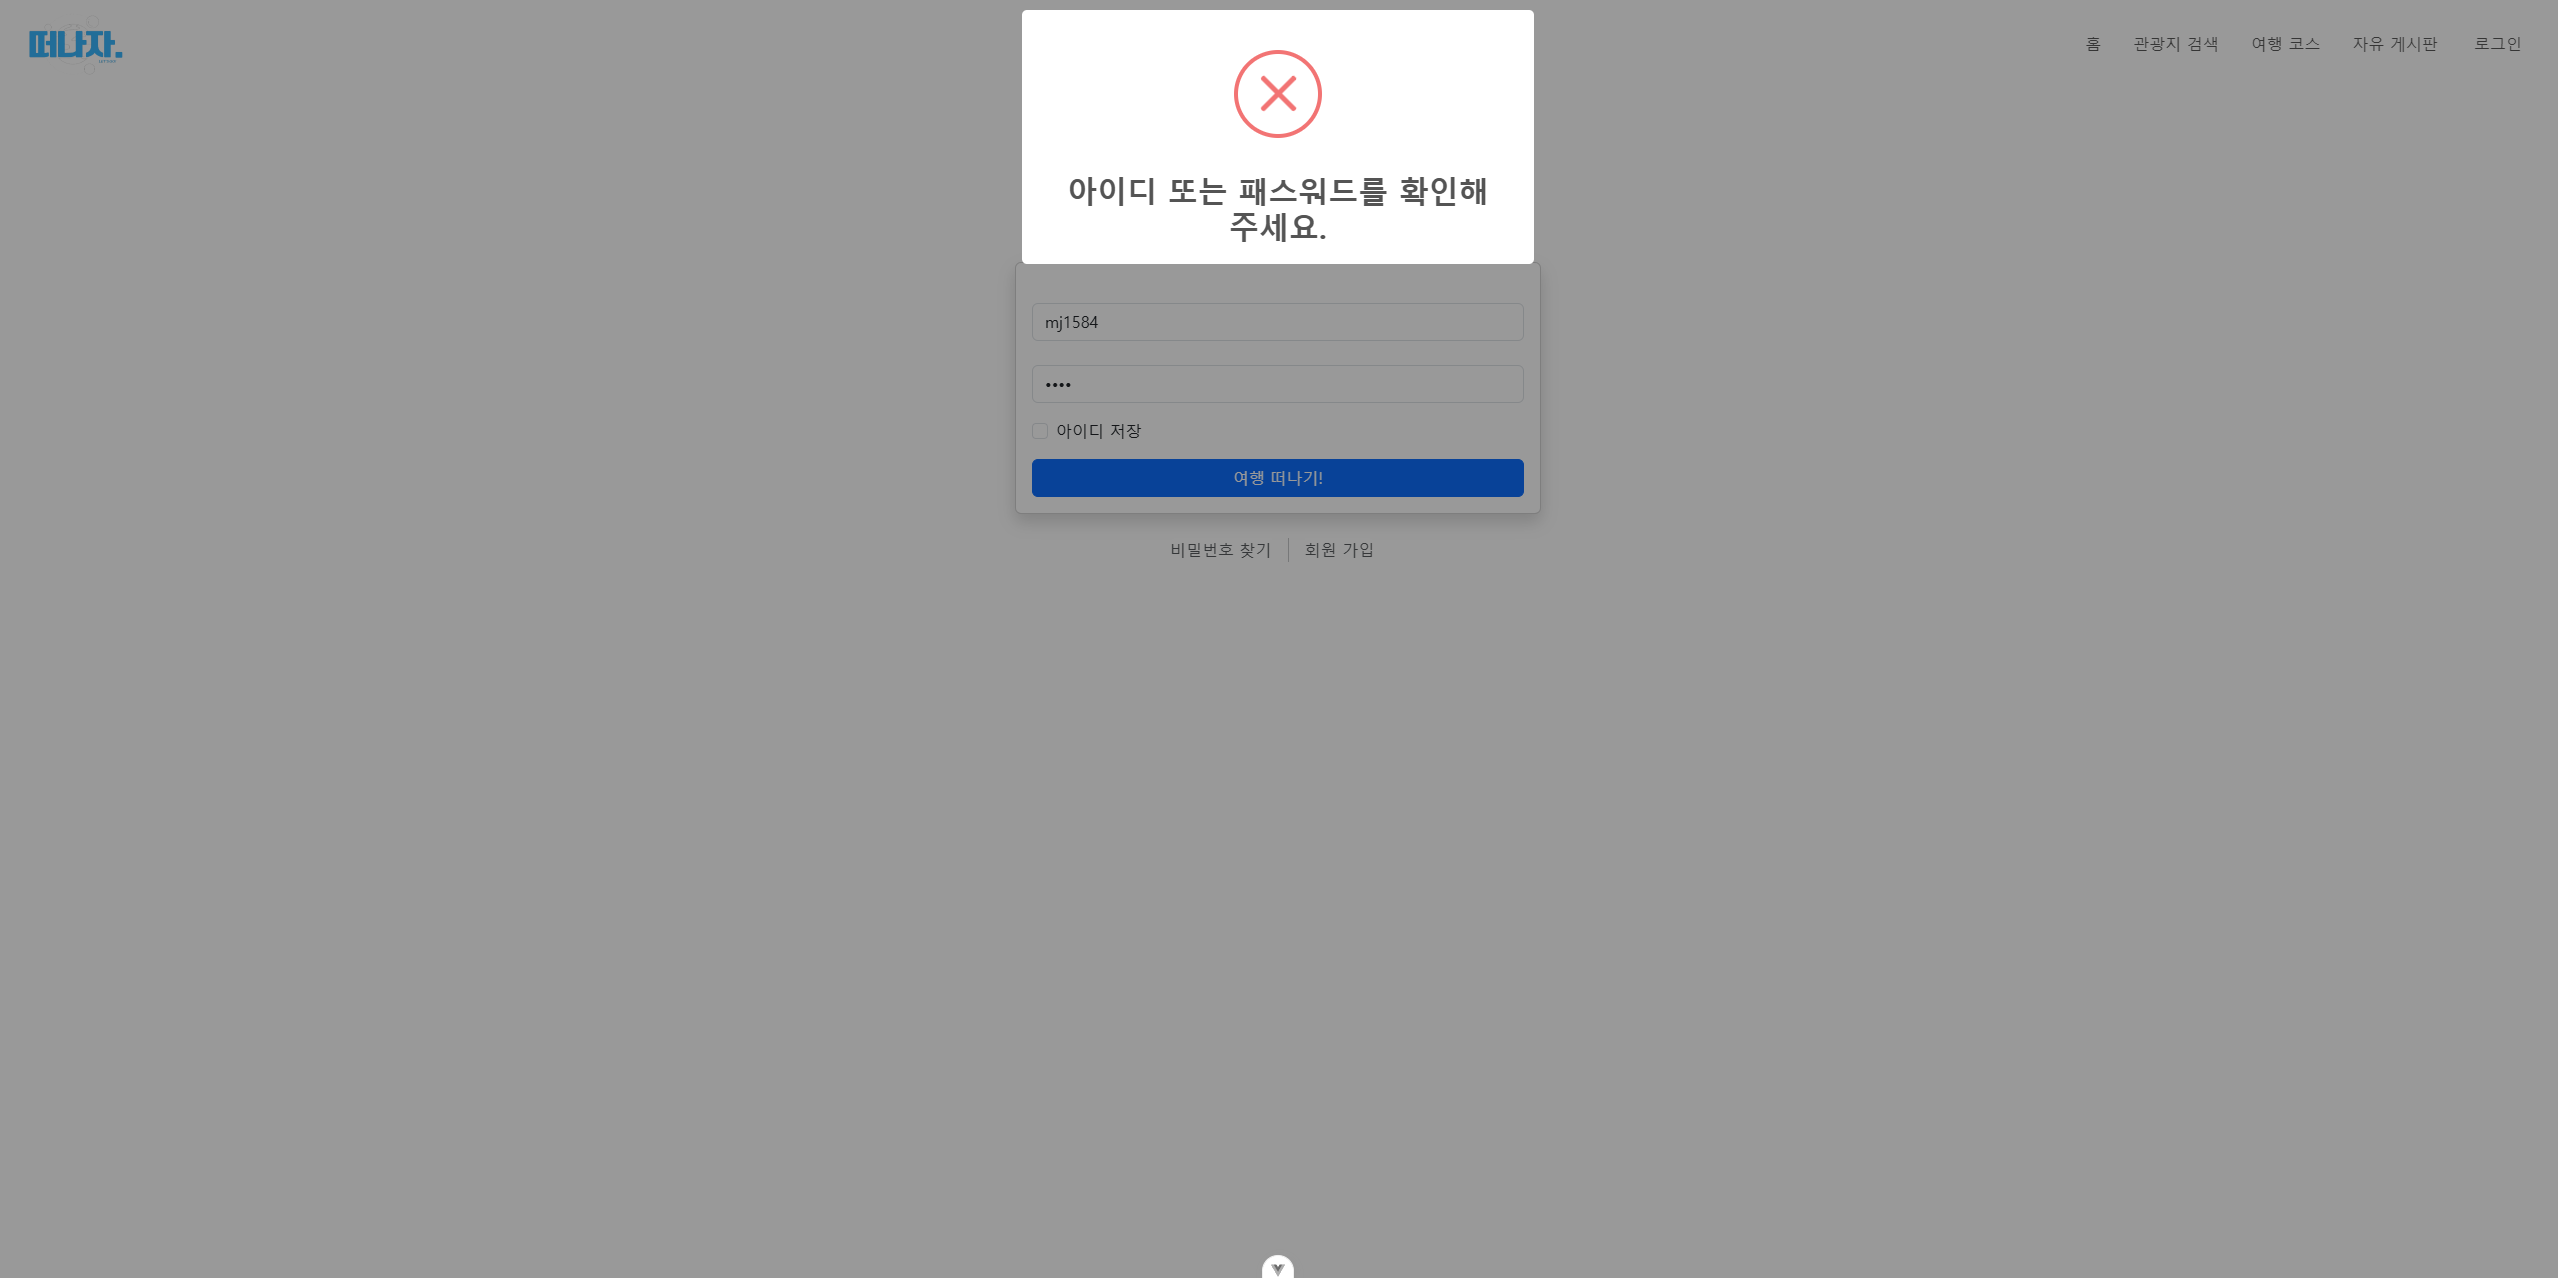 떠나자.
홈 관광지 검색 여행 코스 자유 게시판 로그인
아이디 또는 패스워드를 확인해
주세요.
mj1584
••••
아이디 저장
여행 떠나기!
비밀번호 찾기 회원 가입